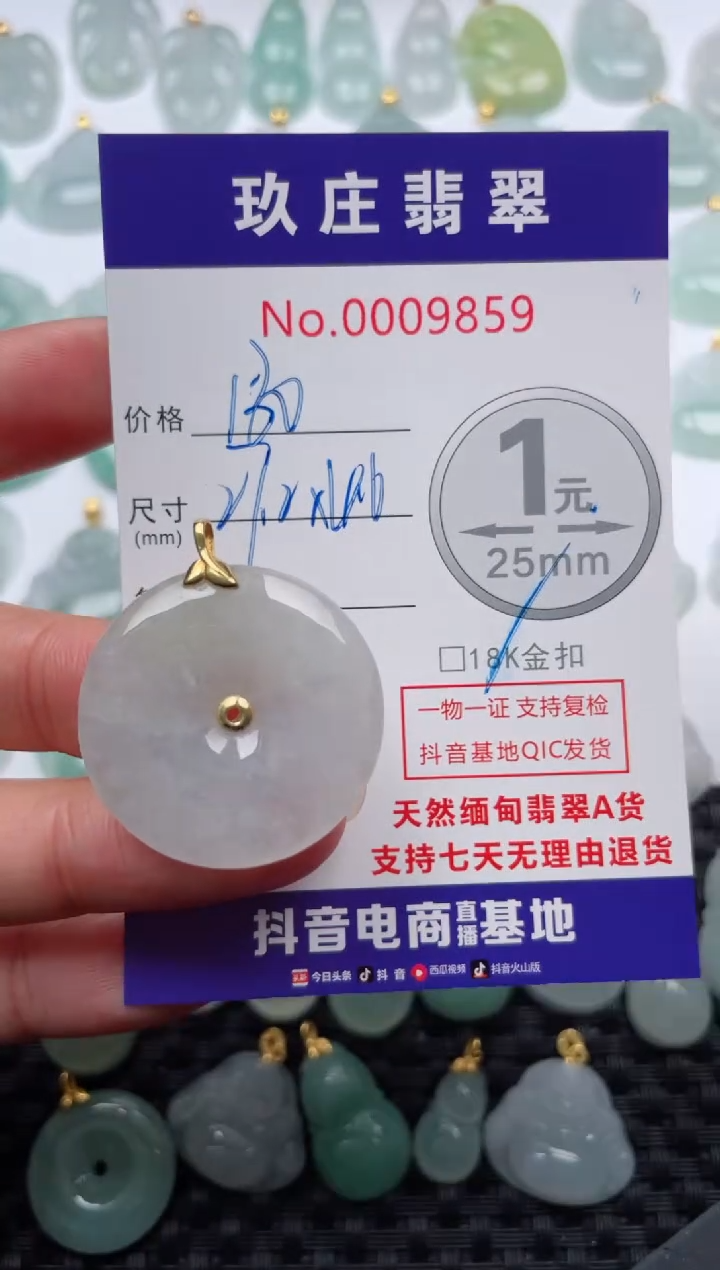 玖庄翡翠
No.0009859
价格
尺寸
(mm)
1元
25mm
□18K金扣
一物一证 支持复检
抖音基地QIC发货
天然缅甸翡翠A货
支持七天无理由退货
抖音电商直播基地
今日头条 抖音 西瓜视频 抖音火山版